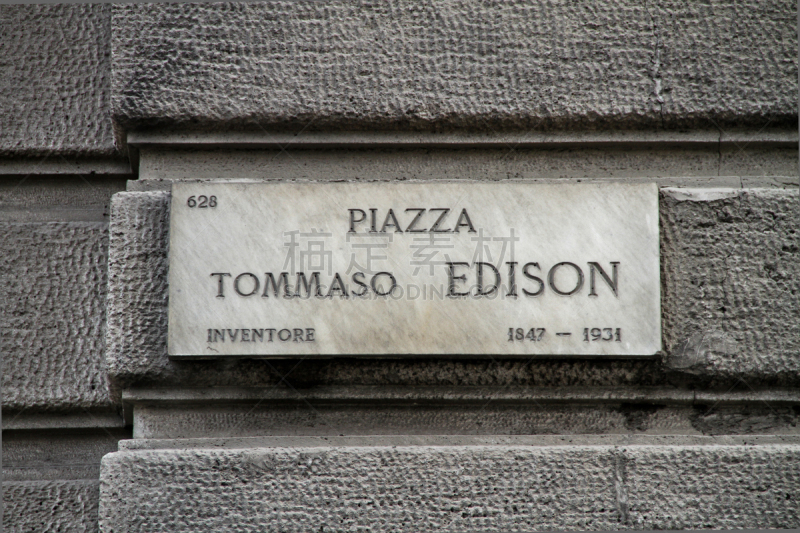 628
PIAZZA
TOMMASO EDISON
INVENTORE 1847 – 1931